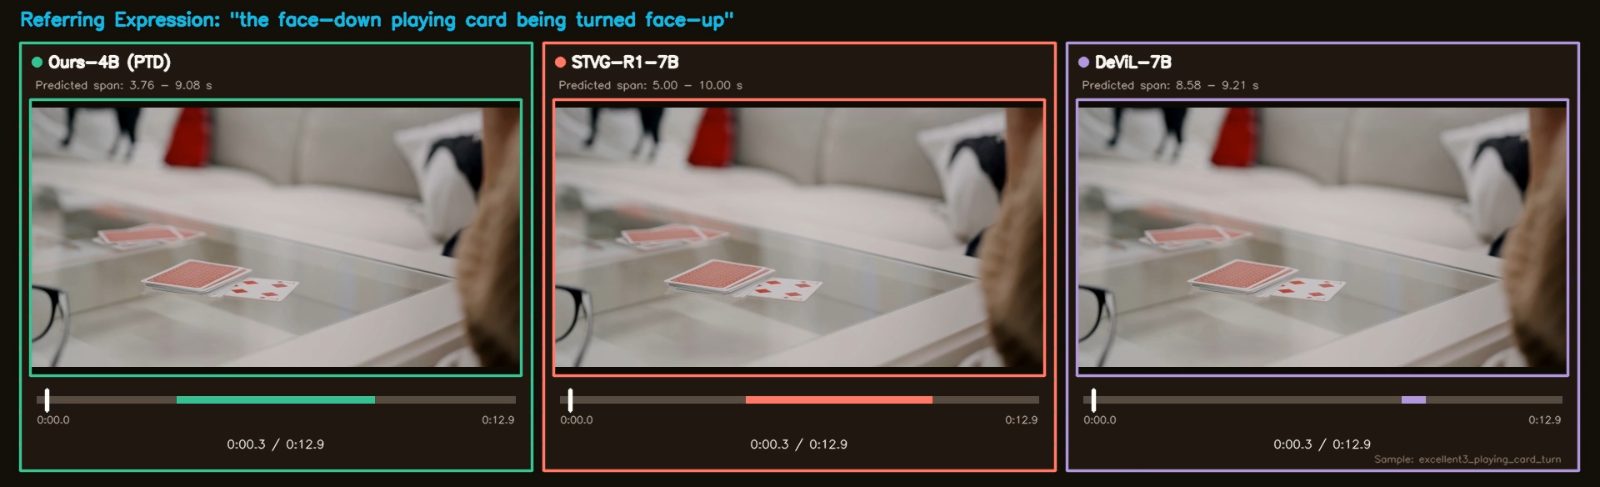 Referring Expression: "the face-down playing card being turned face-up"
Ours-4B (PTD)
Predicted span: 3.76 - 9.08 s
0:00.0
0:12.9
0:00.3 / 0:12.9
STVG-R1-7B
Predicted span: 5.00 - 10.00 s
0:00.0
0:12.9
0:00.3 / 0:12.9
DeViL-7B
Predicted span: 8.58 - 9.21 s
0:00.0
0:12.9
0:00.3 / 0:12.9
Sample: excellent3_playing_card_turn